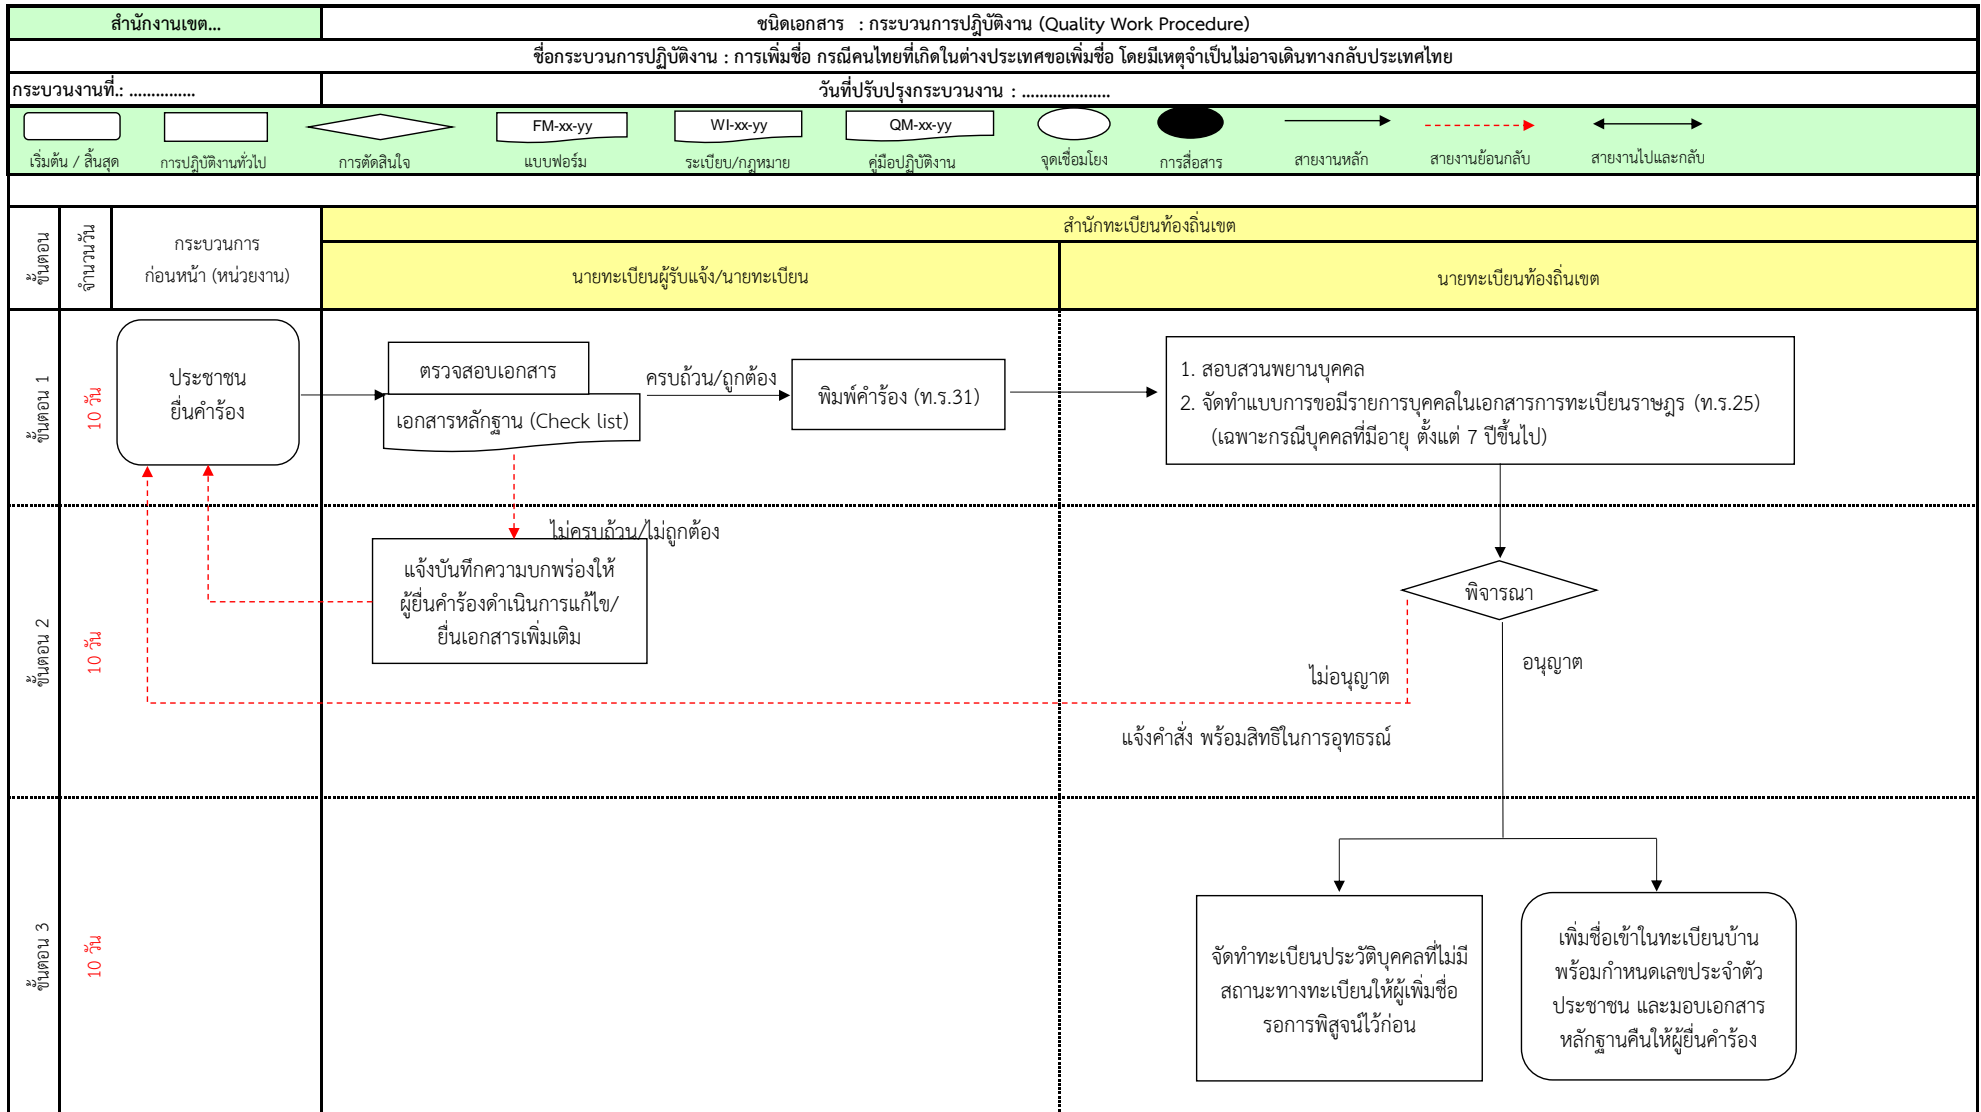 สำนักงานเขต...
ชนิดเอกสาร : กระบวนการปฏิบัติงาน (Quality Work Procedure)
ชื่อกระบวนการปฏิบัติงาน : การเพิ่มชื่อ กรณีคนไทยที่เกิดในต่างประเทศขอเพิ่มชื่อ โดยมีเหตุจำเป็นไม่อาจเดินทางกลับประเทศไทย
กระบวนงานที่.: ...............
วันที่ปรับปรุงกระบวนงาน : ....................
FM-xx-yy
WI-xx-yy
QM-xx-yy
เริ่มต้น / สิ้นสุด
การปฏิบัติงานทั่วไป
การตัดสินใจ
แบบฟอร์ม
ระเบียบ/กฎหมาย
คู่มือปฏิบัติงาน
จุดเชื่อมโยง
การสื่อสาร
สายงานหลัก
สายงานย้อนกลับ
สายงานไปและกลับ
ขั้นตอน
จำนวนวัน
กระบวนการ
ก่อนหน้า (หน่วยงาน)
สำนักทะเบียนท้องถิ่นเขต
นายทะเบียนผู้รับแจ้ง/นายทะเบียน
นายทะเบียนท้องถิ่นเขต
ขั้นตอน 1
10 วัน
ประชาชน
ยื่นคำร้อง
ตรวจสอบเอกสาร
เอกสารหลักฐาน (Check list)
ครบถ้วน/ถูกต้อง
พิมพ์คำร้อง (ท.ร.31)
1. สอบสวนพยานบุคคล
2. จัดทำแบบการขอมีรายการบุคคลในเอกสารการทะเบียนราษฎร (ท.ร.25)
(เฉพาะกรณีบุคคลที่มีอายุ ตั้งแต่ 7 ปีขึ้นไป)
ขั้นตอน 2
10 วัน
ไม่ครบถ้วน/ไม่ถูกต้อง
แจ้งบันทึกความบกพร่องให้
ผู้ยื่นคำร้องดำเนินการแก้ไข/
ยื่นเอกสารเพิ่มเติม
พิจารณา
ไม่อนุญาต
อนุญาต
แจ้งคำสั่ง พร้อมสิทธิในการอุทธรณ์
ขั้นตอน 3
10 วัน
จัดทำทะเบียนประวัติบุคคลที่ไม่มี
สถานะทางทะเบียนให้ผู้เพิ่มชื่อ
รอการพิสูจน์ไว้ก่อน
เพิ่มชื่อเข้าในทะเบียนบ้าน
พร้อมกำหนดเลขประจำตัว
ประชาชน และมอบเอกสาร
หลักฐานคืนให้ผู้ยื่นคำร้อง